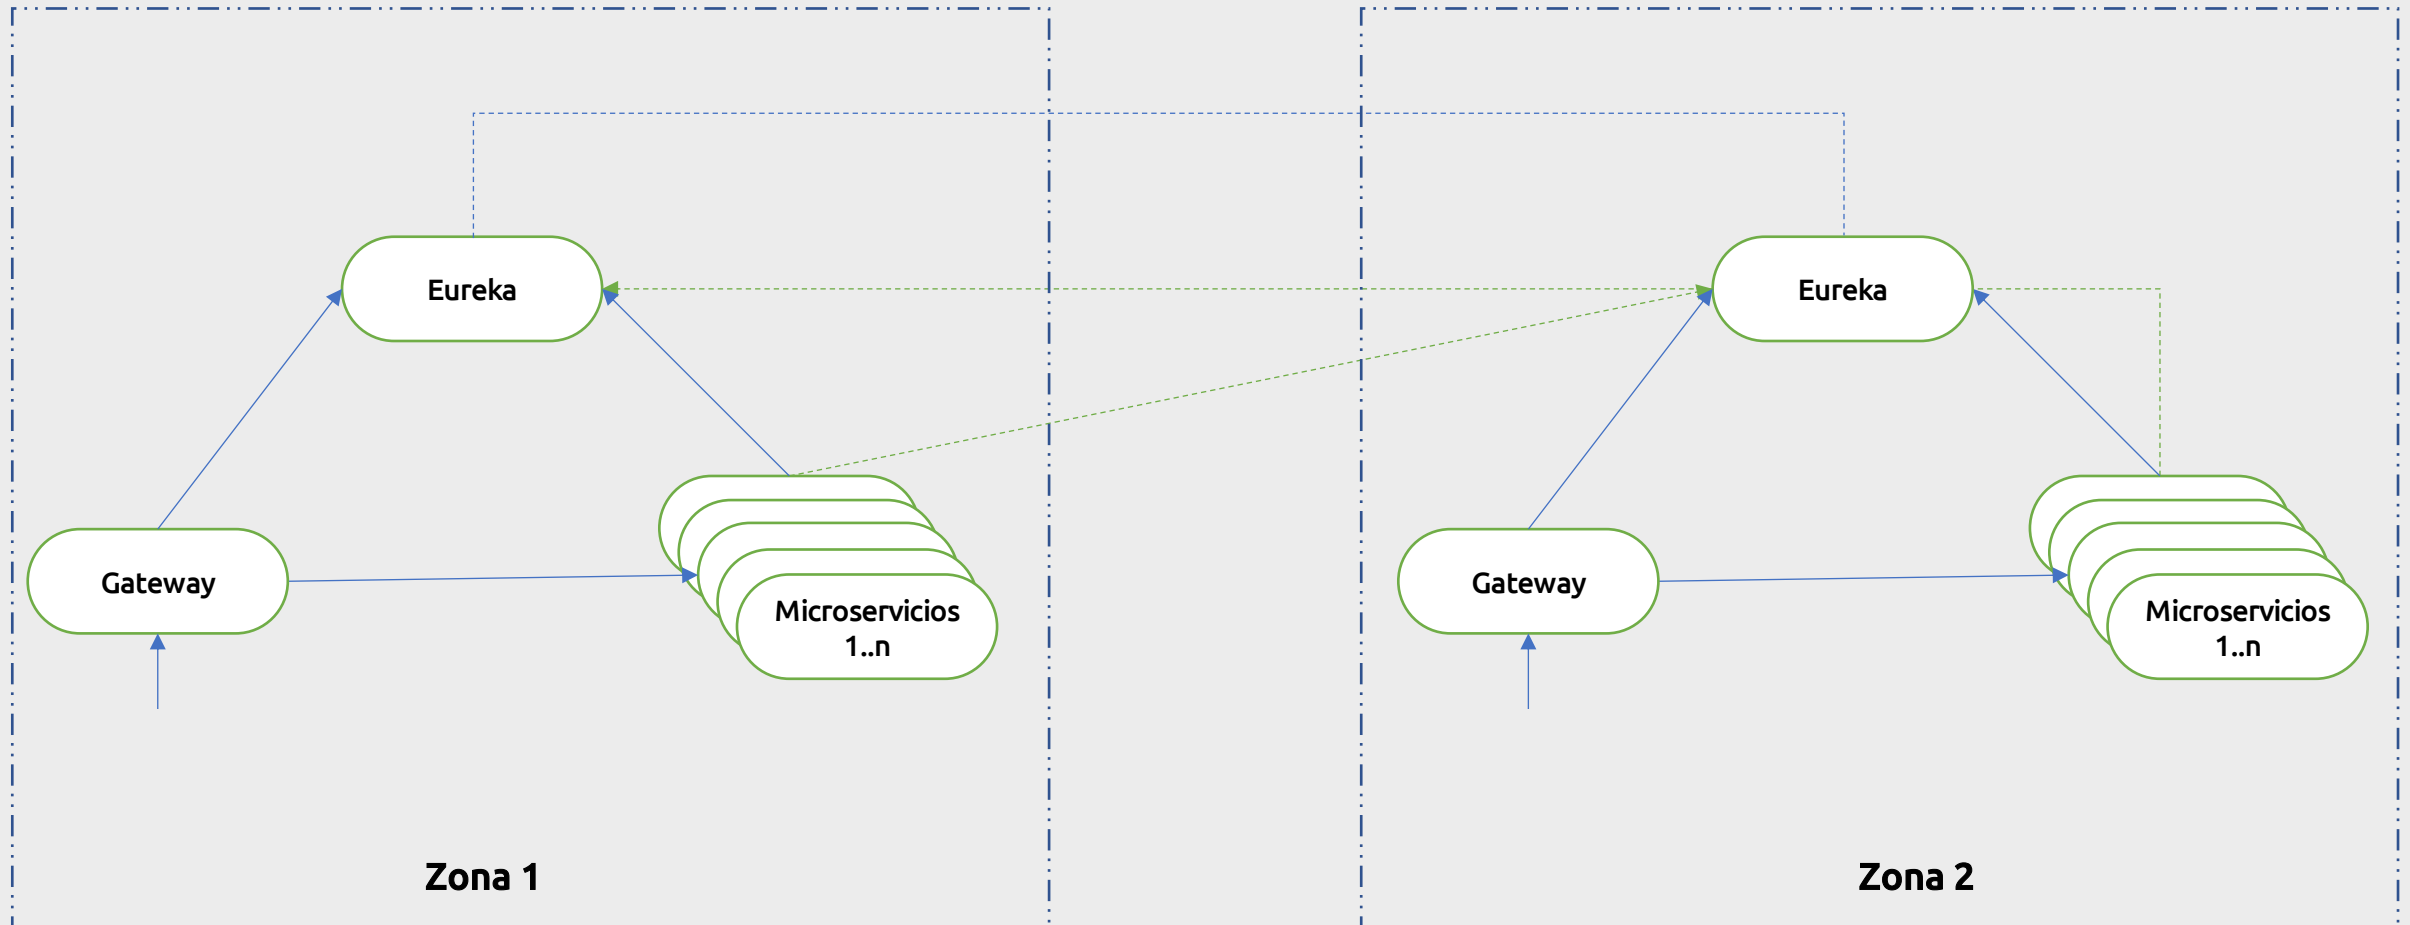 Eureka
Eureka
Gateway
Microservicios
1..n
Gateway
Microservicios
1..n
Zona 1
Zona 2